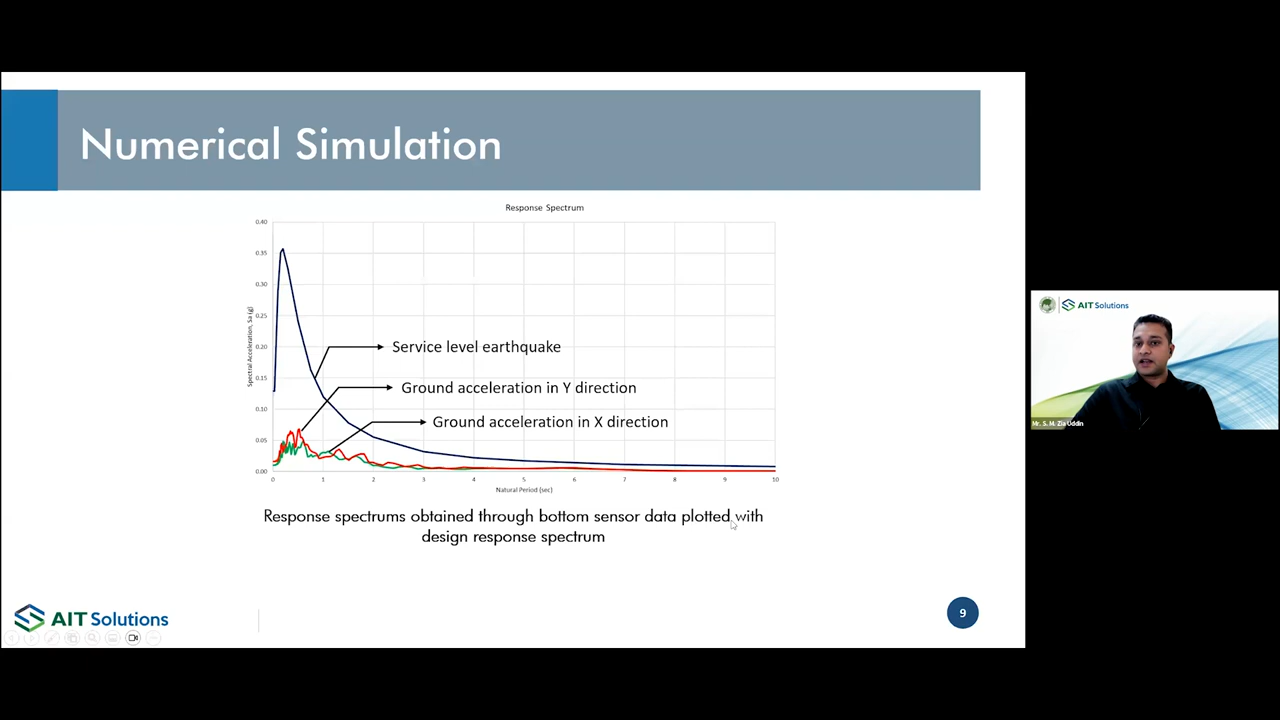 Numerical Simulation
Response Spectrum
0.40
0.35
0.30
0.25
0.20
0.15
0.10
0.05
0.00
Spectral Acceleration, Sa (g)
Service level earthquake
Ground acceleration in Y direction
Ground acceleration in X direction
0 1 2 3 4 5 6 7 8 9 10
Natural Period (sec)
Response spectrums obtained through bottom sensor data plotted with
design response spectrum
AIT Solutions
9
AIT Solutions
Mr. S. M. Zia Uddin